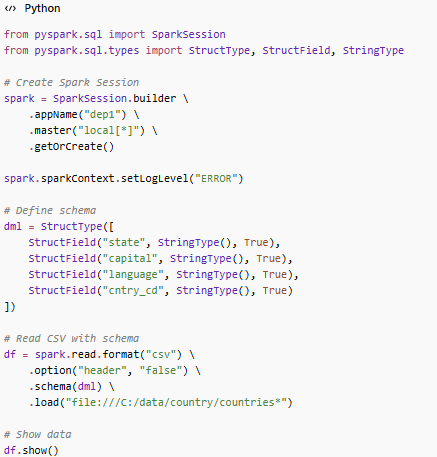 </> Python
from pyspark.sql import SparkSession
from pyspark.sql.types import StructType, StructField, StringType
# Create Spark Session
spark = SparkSession.builder \
    .appName("dep1") \
    .master("local[*]") \
    .getOrCreate()
spark.sparkContext.setLogLevel("ERROR")
# Define schema
dml = StructType([
    StructField("state", StringType(), True),
    StructField("capital", StringType(), True),
    StructField("language", StringType(), True),
    StructField("cntry_cd", StringType(), True)
])
# Read CSV with schema
df = spark.read.format("csv") \
    .option("header", "false") \
    .schema(dml) \
    .load("file:///C:/data/country/countries*")
# Show data
df.show()